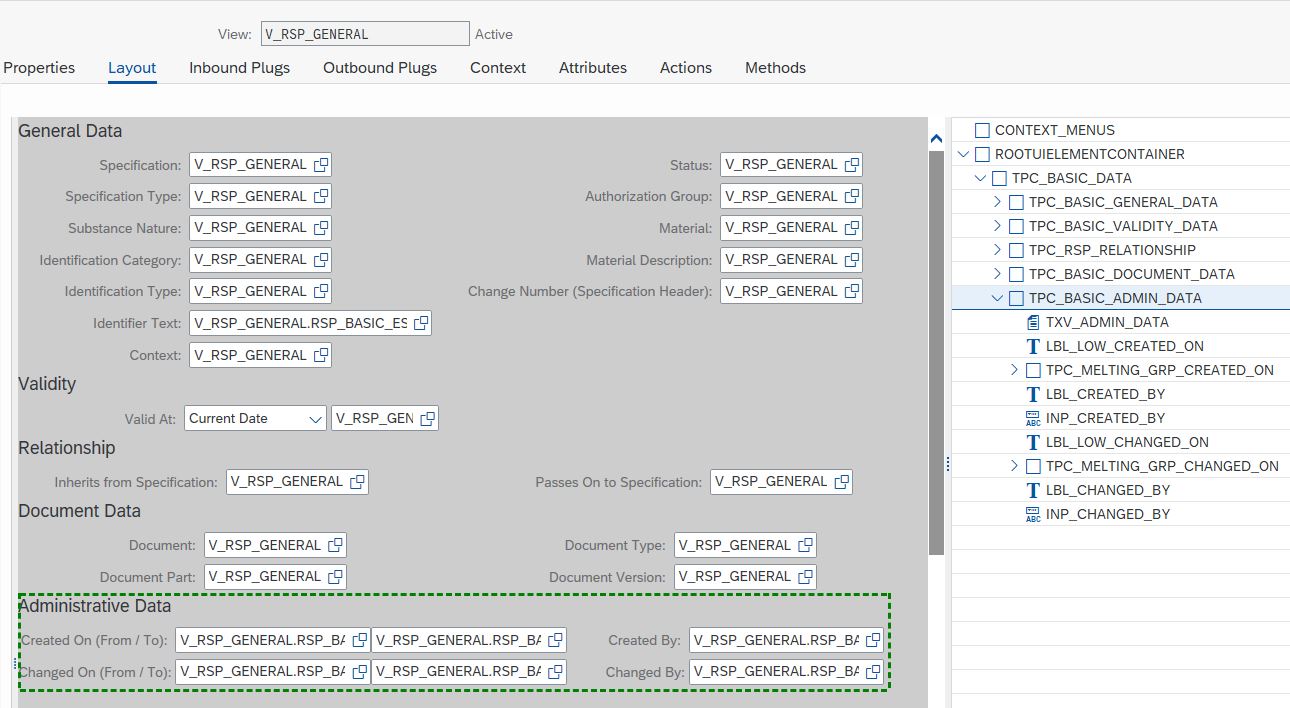 View: V_RSP_GENERAL Active
Properties Layout Inbound Plugs Outbound Plugs Context Attributes Actions Methods
General Data
Specification: V_RSP_GENERAL Status: V_RSP_GENERAL
Specification Type: V_RSP_GENERAL Authorization Group: V_RSP_GENERAL
Substance Nature: V_RSP_GENERAL Material: V_RSP_GENERAL
Identification Category: V_RSP_GENERAL Material Description: V_RSP_GENERAL
Identification Type: V_RSP_GENERAL Change Number (Specification Header): V_RSP_GENERAL
Identifier Text: V_RSP_GENERAL.RSP_BASIC_ES
Context: V_RSP_GENERAL
Validity
Valid At: Current Date V_RSP_GEN
Relationship
Inherits from Specification: V_RSP_GENERAL Passes On to Specification: V_RSP_GENERAL
Document Data
Document: V_RSP_GENERAL Document Type: V_RSP_GENERAL
Document Part: V_RSP_GENERAL Document Version: V_RSP_GENERAL
Administrative Data
Created On (From / To): V_RSP_GENERAL.RSP_BA V_RSP_GENERAL.RSP_BA Created By: V_RSP_GENERAL.RSP_BA
Changed On (From / To): V_RSP_GENERAL.RSP_BA V_RSP_GENERAL.RSP_BA Changed By: V_RSP_GENERAL.RSP_BA
CONTEXT_MENUS
ROOTUIELEMENTCONTAINER
TPC_BASIC_DATA
TPC_BASIC_GENERAL_DATA
TPC_BASIC_VALIDITY_DATA
TPC_RSP_RELATIONSHIP
TPC_BASIC_DOCUMENT_DATA
TPC_BASIC_ADMIN_DATA
TXV_ADMIN_DATA
LBL_LOW_CREATED_ON
TPC_MELTING_GRP_CREATED_ON
LBL_CREATED_BY
INP_CREATED_BY
LBL_LOW_CHANGED_ON
TPC_MELTING_GRP_CHANGED_ON
LBL_CHANGED_BY
INP_CHANGED_BY